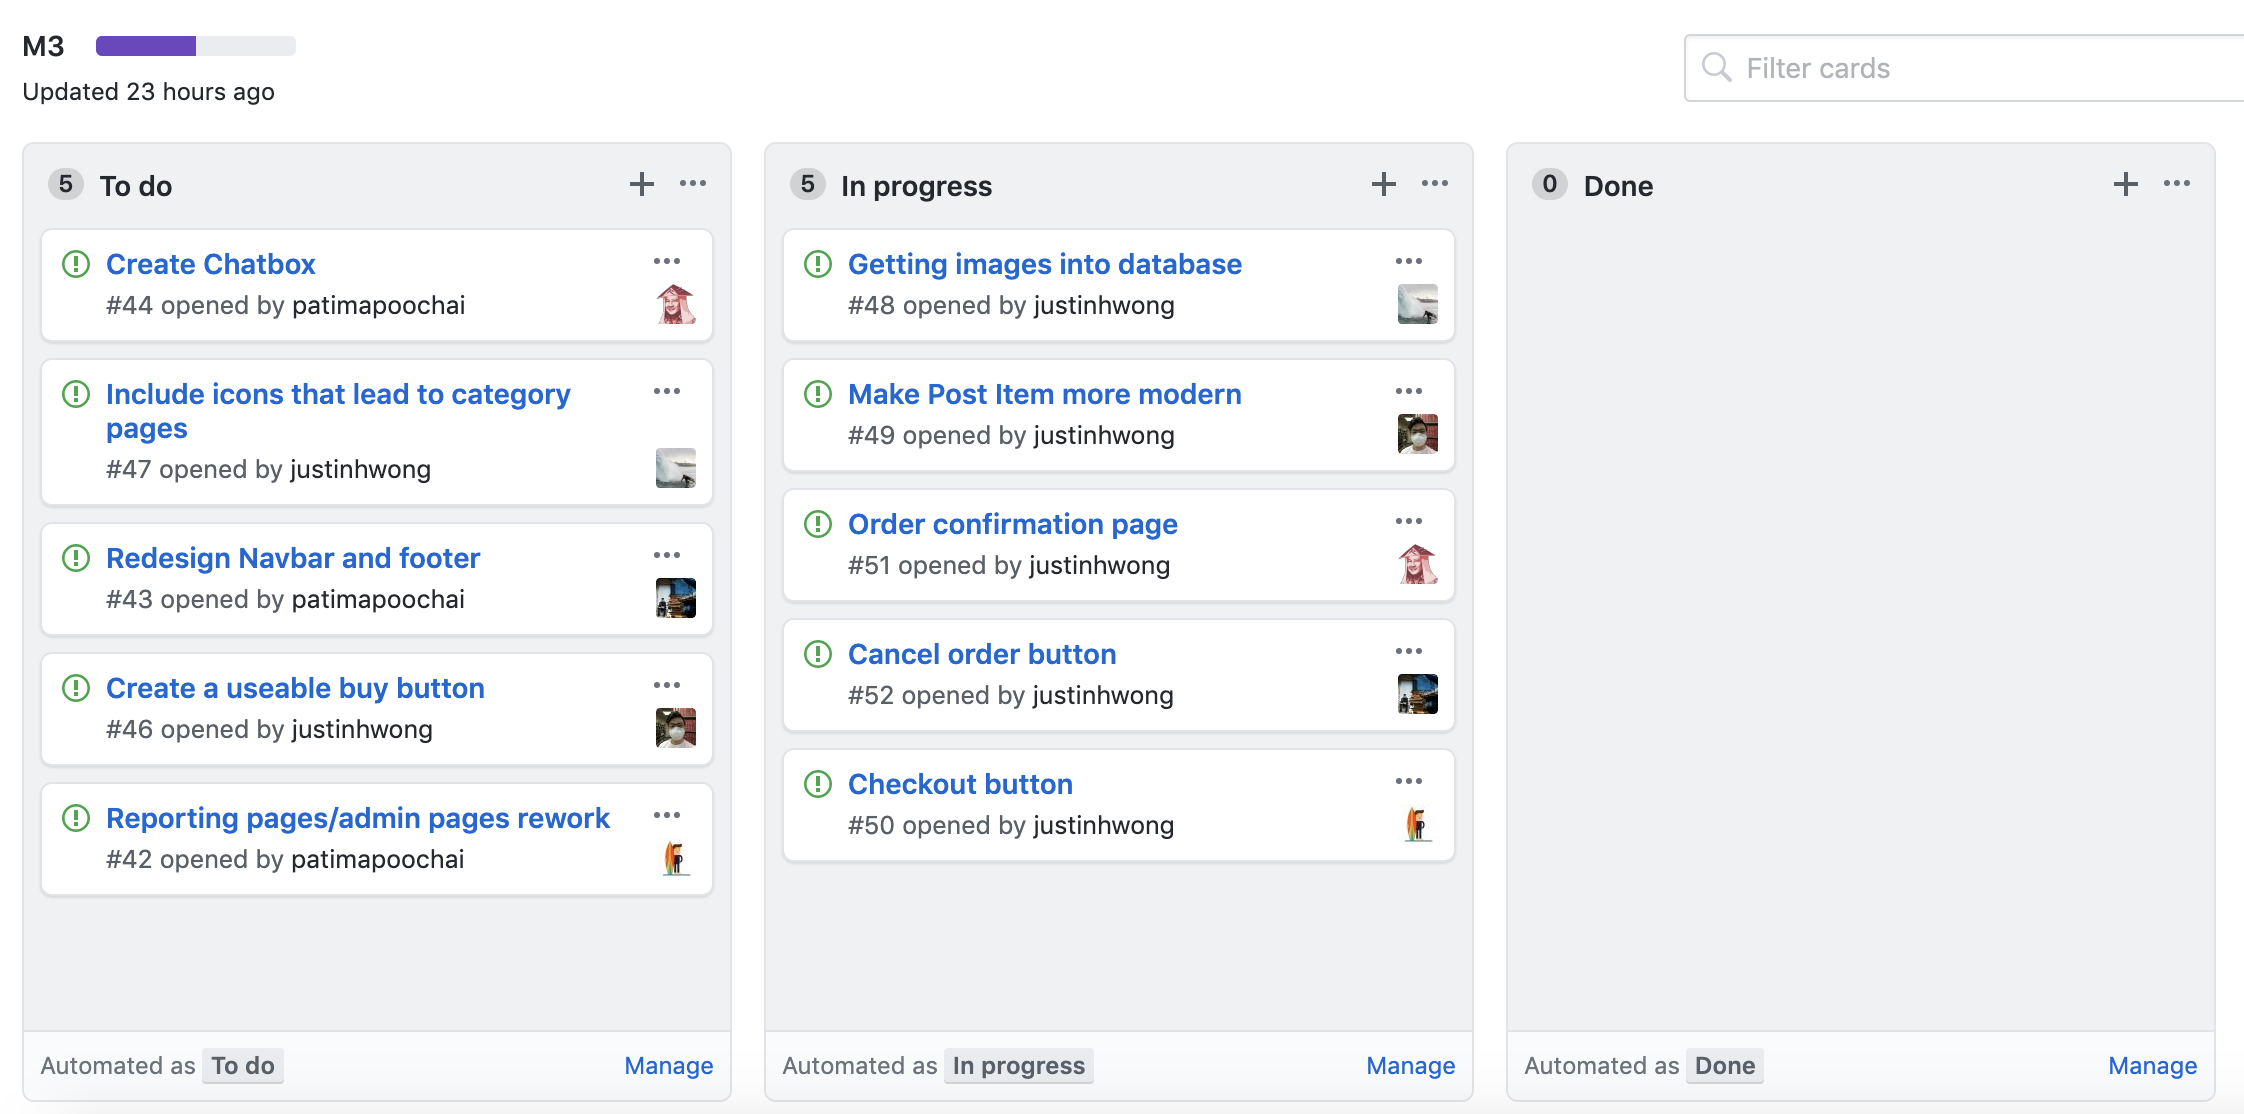 M3
Updated 23 hours ago
Filter cards
5 To do
Create Chatbox
#44 opened by patimapoochai
Include icons that lead to category
pages
#47 opened by justinhwong
Redesign Navbar and footer
#43 opened by patimapoochai
Create a useable buy button
#46 opened by justinhwong
Reporting pages/admin pages rework
#42 opened by patimapoochai
Automated as To do Manage
5 In progress
Getting images into database
#48 opened by justinhwong
Make Post Item more modern
#49 opened by justinhwong
Order confirmation page
#51 opened by justinhwong
Cancel order button
#52 opened by justinhwong
Checkout button
#50 opened by justinhwong
Automated as In progress Manage
0 Done
Automated as Done Manage